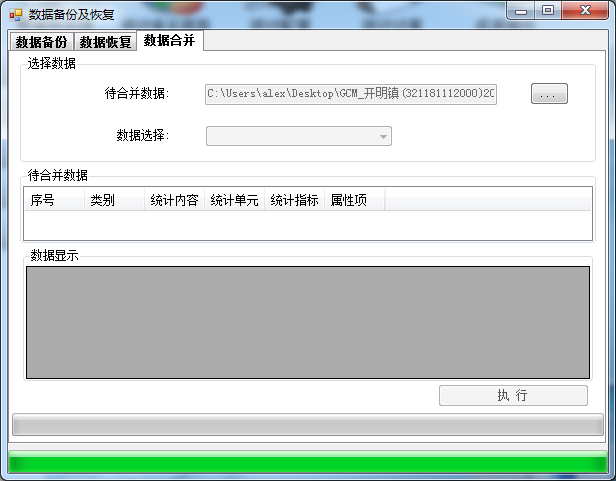 数据备份及恢复
数据备份 数据恢复 数据合并
选择数据
待合并数据:
C:\Users\alex\Desktop\GCM_开明镇(321181112000)20
...
数据选择:
待合并数据
序号 类别 统计内容 统计单元 统计指标 属性项
数据显示
执 行